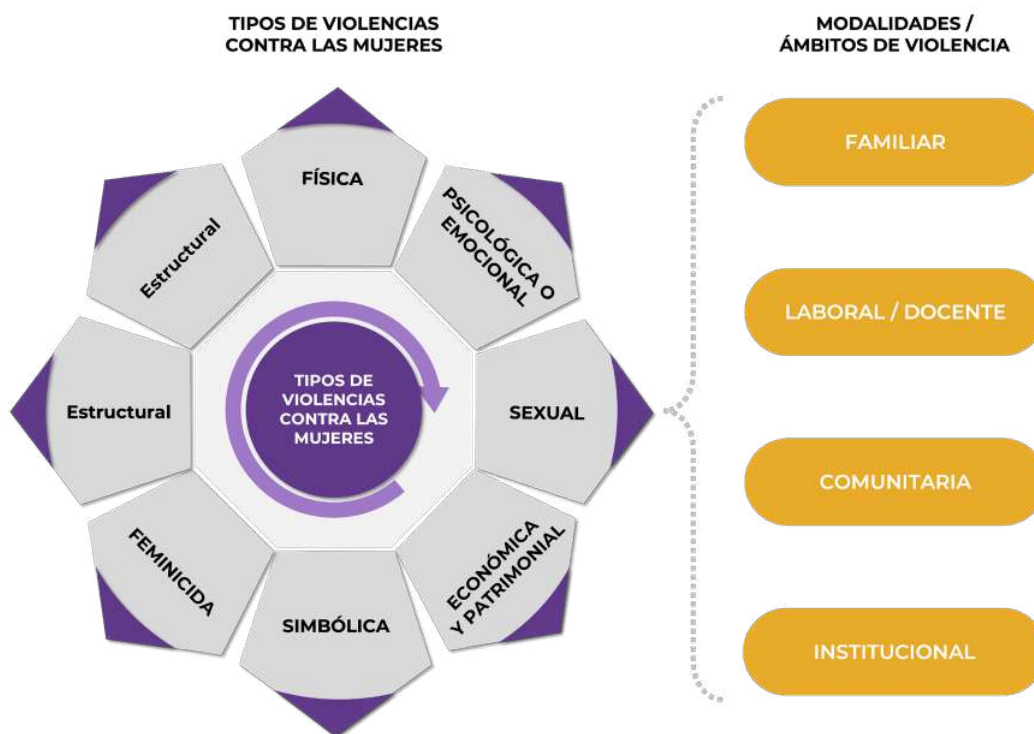 TIPOS DE VIOLENCIAS
CONTRA LAS MUJERES
FÍSICA
PSICOLÓGICA O
EMOCIONAL
SEXUAL
ECONÓMICA
Y PATRIMONIAL
SIMBÓLICA
FEMINICIDA
Estructural
Estructural
TIPOS DE
VIOLENCIAS
CONTRA LAS
MUJERES
MODALIDADES /
ÁMBITOS DE VIOLENCIA
FAMILIAR
LABORAL / DOCENTE
COMUNITARIA
INSTITUCIONAL